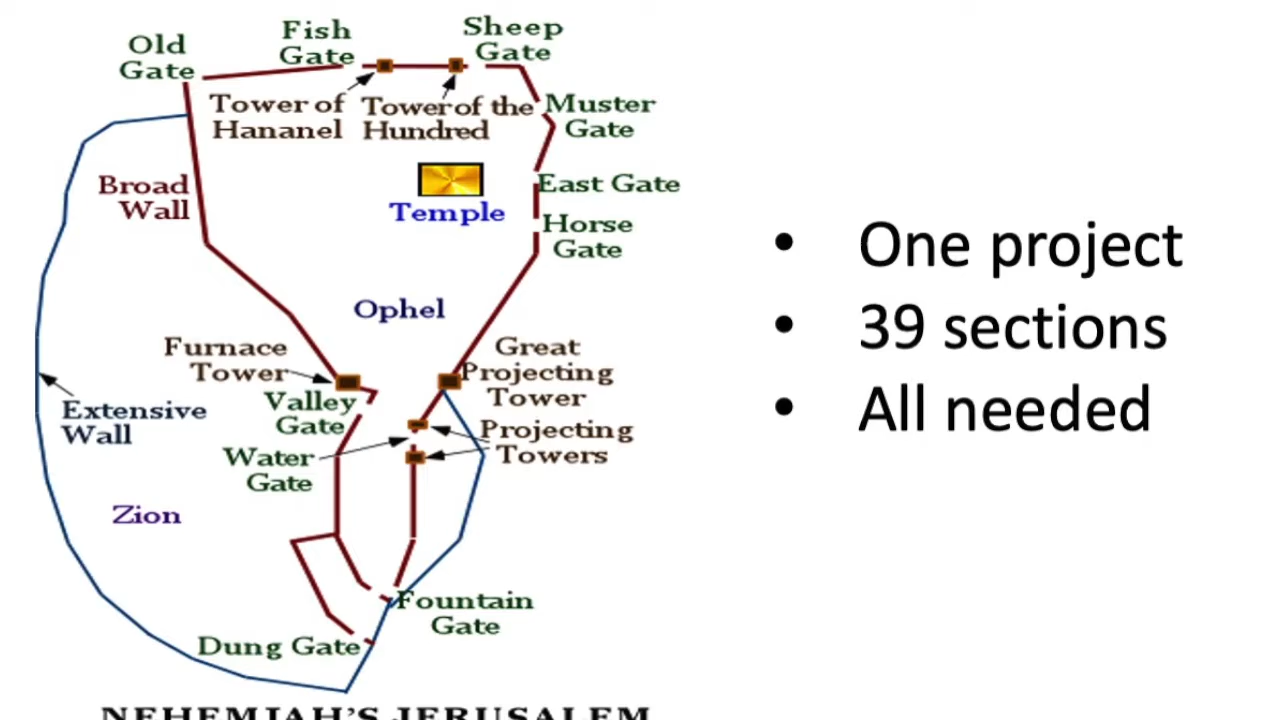 Old
Gate
Fish
Gate
Sheep
Gate
Tower of
Hananel
Tower of the
Hundred
Muster
Gate
Broad
Wall
Temple
East Gate
Horse
Gate
Ophel
Furnace
Tower
Great
Projecting
Tower
Valley
Gate
Extensive
Wall
Projecting
Towers
Water
Gate
Zion
Fountain
Gate
Dung Gate
NEHEMIAH'S JERUSALEM
• One project
• 39 sections
• All needed